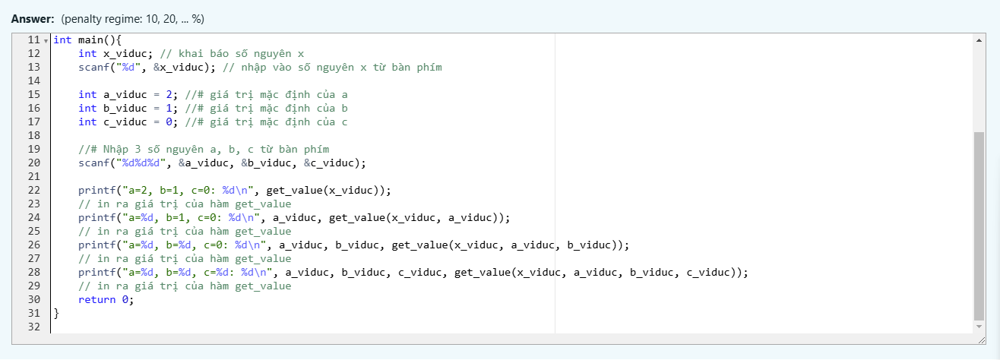 Answer: (penalty regime: 10, 20, ... %)
11 int main(){
12     int x_viduc; // khai báo số nguyên x
13     scanf("%d", &x_viduc); // nhập vào số nguyên x từ bàn phím
14
15     int a_viduc = 2; //# giá trị mặc định của a
16     int b_viduc = 1; //# giá trị mặc định của b
17     int c_viduc = 0; //# giá trị mặc định của c
18
19     //# Nhập 3 số nguyên a, b, c từ bàn phím
20     scanf("%d%d%d", &a_viduc, &b_viduc, &c_viduc);
21
22     printf("a=2, b=1, c=0: %d\n", get_value(x_viduc));
23     // in ra giá trị của hàm get_value
24     printf("a=%d, b=1, c=0: %d\n", a_viduc, get_value(x_viduc, a_viduc));
25     // in ra giá trị của hàm get_value
26     printf("a=%d, b=%d, c=0: %d\n", a_viduc, b_viduc, get_value(x_viduc, a_viduc, b_viduc));
27     // in ra giá trị của hàm get_value
28     printf("a=%d, b=%d, c=%d: %d\n", a_viduc, b_viduc, c_viduc, get_value(x_viduc, a_viduc, b_viduc, c_viduc));
29     // in ra giá trị của hàm get_value
30     return 0;
31 }
32